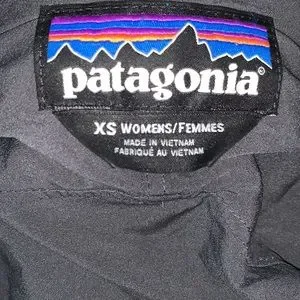 patagonia®
XS WOMENS/FEMMES
MADE IN VIETNAM
FABRIQUÉ AU VIETNAM